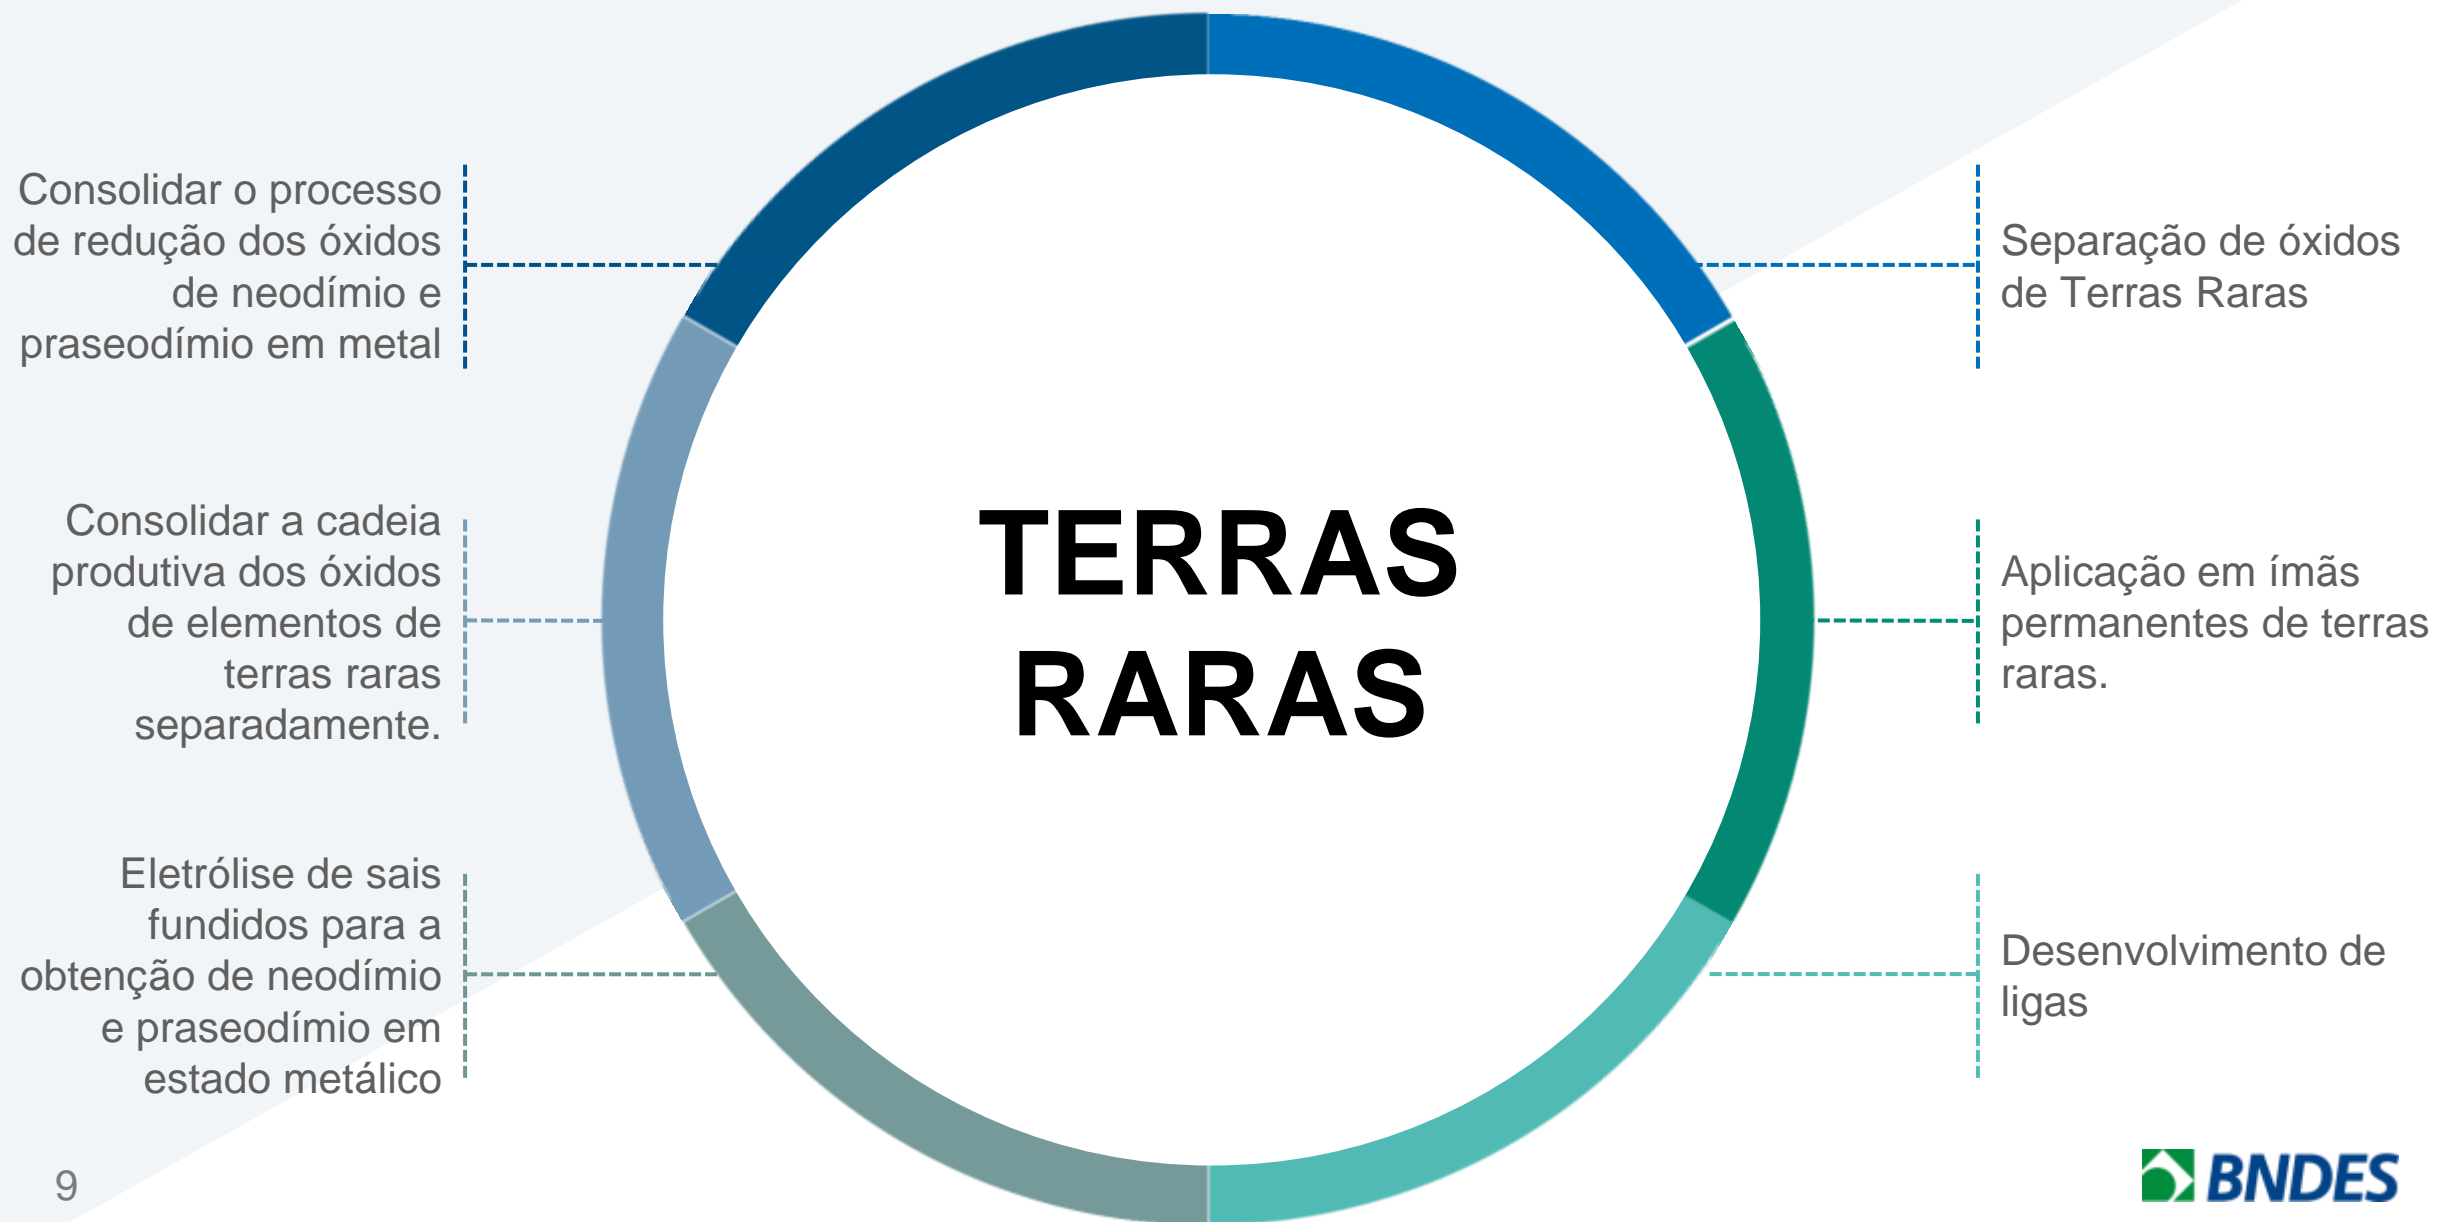 Consolidar o processo
de redução dos óxidos
de neodímio e
praseodímio em metal
Consolidar a cadeia
produtiva dos óxidos
de elementos de
terras raras
separadamente.
Eletrólise de sais
fundidos para a
obtenção de neodímio
e praseodímio em
estado metálico
TERRAS
RARAS
Separação de óxidos
de Terras Raras
Aplicação em ímãs
permanentes de terras
raras.
Desenvolvimento de
ligas
9
BNDES